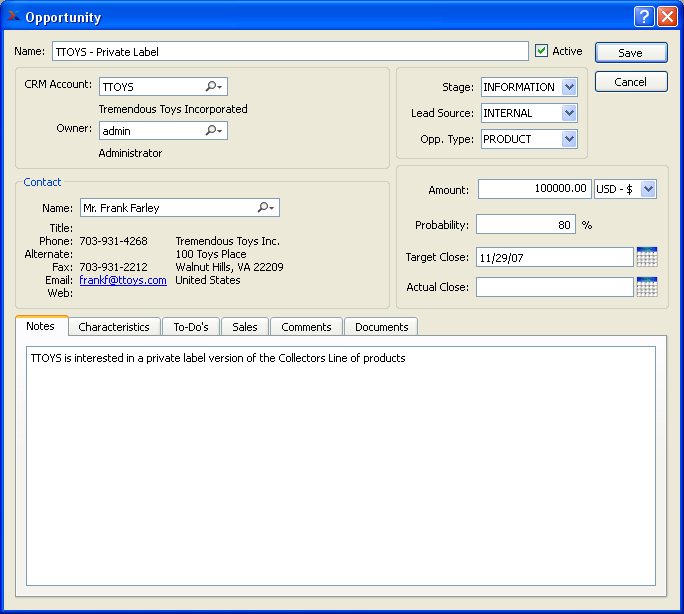 Opportunity
Name: TTOYS - Private Label
Active
Save
Cancel
CRM Account: TTOYS
Tremendous Toys Incorporated
Owner: admin
Administrator
Stage: INFORMATION
Lead Source: INTERNAL
Opp. Type: PRODUCT
Contact
Name: Mr. Frank Farley
Title:
Phone: 703-931-4268 Tremendous Toys Inc.
Alternate: 100 Toys Place
Fax: 703-931-2212 Walnut Hills, VA 22209
Email: frankf@ttoys.com United States
Web:
Amount: 100000.00 USD - $
Probability: 80 %
Target Close: 11/29/07
Actual Close:
Notes Characteristics To-Do's Sales Comments Documents
TTOYS is interested in a private label version of the Collectors Line of products